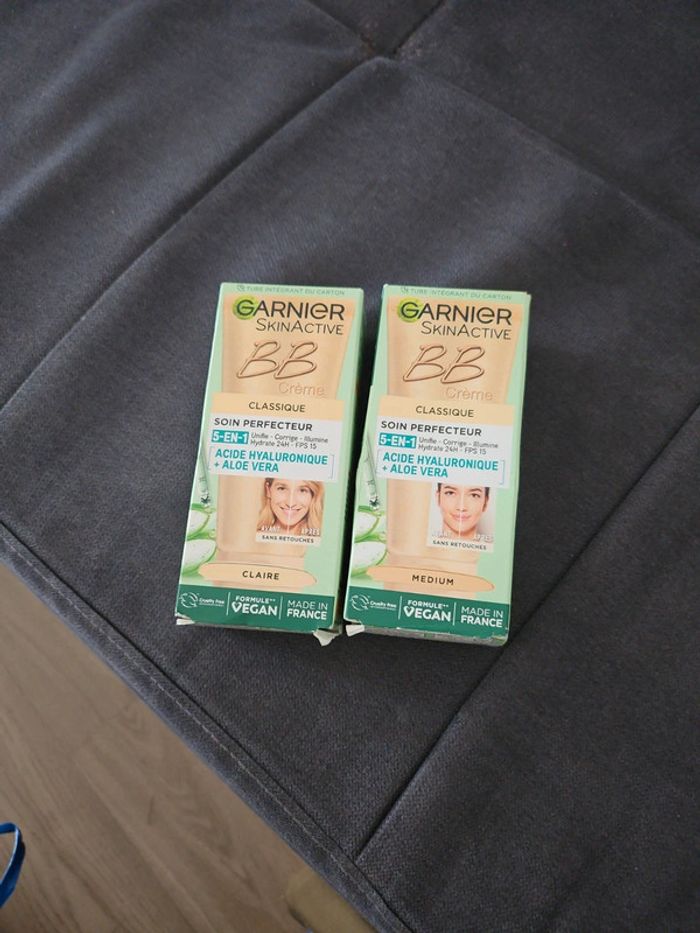 TUBE INTÉGRANT DU CARTON
GARNIER
SKINACTIVE
BB
Crème
CLASSIQUE
SOIN PERFECTEUR
5-EN-1 Unifie - Corrige - Illumine
Hydrate 24H - FPS 15
ACIDE HYALURONIQUE
+ ALOE VERA
AVANT APRÈS
SANS RETOUCHES
CLAIRE
Cruelty free
FORMULE**
VEGAN
MADE IN
FRANCE
TUBE INTÉGRANT DU CARTON
GARNIER
SKINACTIVE
BB
Crème
CLASSIQUE
SOIN PERFECTEUR
5-EN-1 Unifie - Corrige - Illumine
Hydrate 24H - FPS 15
ACIDE HYALURONIQUE
+ ALOE VERA
AVANT APRÈS
SANS RETOUCHES
MEDIUM
Cruelty free
FORMULE**
VEGAN
MADE IN
FRANCE